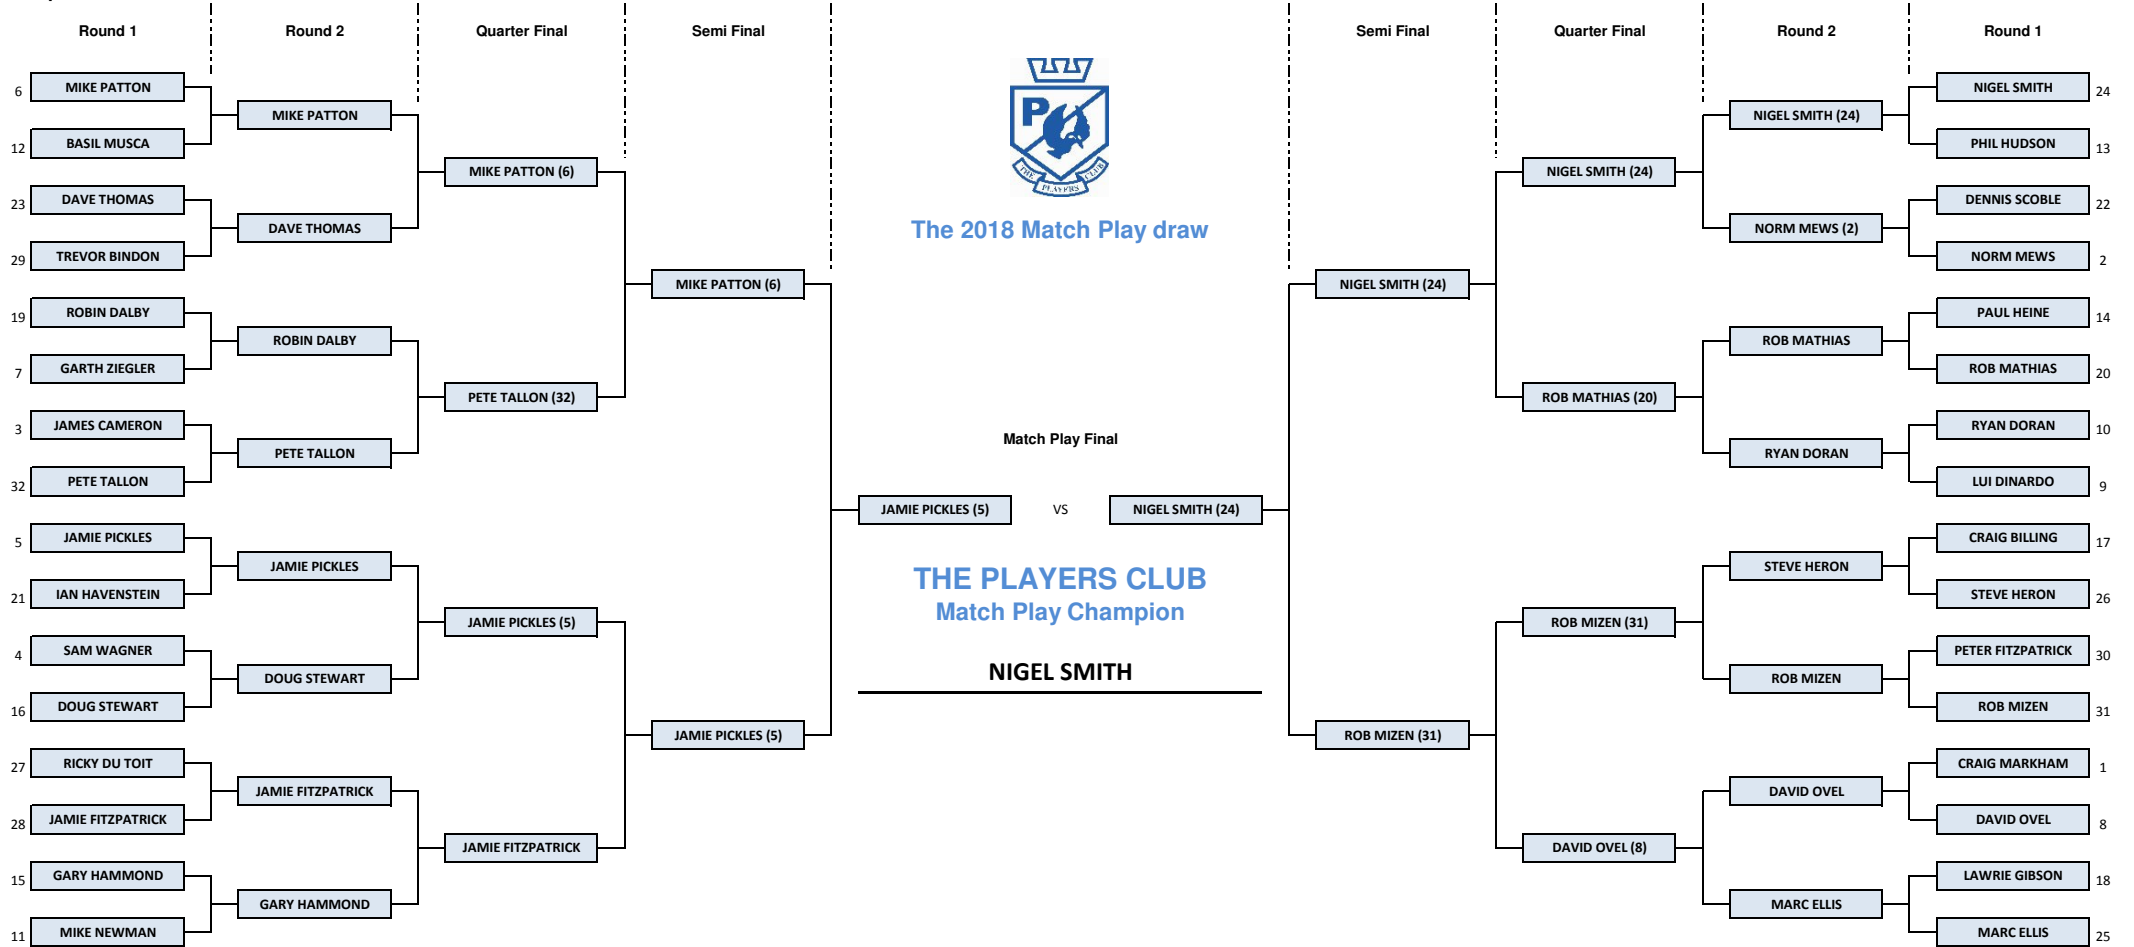 Round 1
Round 2
Quarter Final
Semi Final
Semi Final
Quarter Final
Round 2
Round 1
6 MIKE PATTON
12 BASIL MUSCA
23 DAVE THOMAS
29 TREVOR BINDON
19 ROBIN DALBY
7 GARTH ZIEGLER
3 JAMES CAMERON
32 PETE TALLON
5 JAMIE PICKLES
21 IAN HAVENSTEIN
4 SAM WAGNER
16 DOUG STEWART
27 RICKY DU TOIT
28 JAMIE FITZPATRICK
15 GARY HAMMOND
11 MIKE NEWMAN
MIKE PATTON
DAVE THOMAS
ROBIN DALBY
PETE TALLON
JAMIE PICKLES
DOUG STEWART
JAMIE FITZPATRICK
GARY HAMMOND
MIKE PATTON (6)
PETE TALLON (32)
JAMIE PICKLES (5)
JAMIE FITZPATRICK
MIKE PATTON (6)
JAMIE PICKLES (5)
P
THE PLAYERS CLUB
The 2018 Match Play draw
Match Play Final
JAMIE PICKLES (5) VS NIGEL SMITH (24)
THE PLAYERS CLUB
Match Play Champion
NIGEL SMITH
NIGEL SMITH (24)
ROB MIZEN (31)
NIGEL SMITH (24)
ROB MATHIAS (20)
ROB MIZEN (31)
DAVID OVEL (8)
NIGEL SMITH (24)
NORM MEWS (2)
ROB MATHIAS
RYAN DORAN
STEVE HERON
ROB MIZEN
DAVID OVEL
MARC ELLIS
NIGEL SMITH 24
PHIL HUDSON 13
DENNIS SCOBLE 22
NORM MEWS 2
PAUL HEINE 14
ROB MATHIAS 20
RYAN DORAN 10
LUI DINARDO 9
CRAIG BILLING 17
STEVE HERON 26
PETER FITZPATRICK 30
ROB MIZEN 31
CRAIG MARKHAM 1
DAVID OVEL 8
LAWRIE GIBSON 18
MARC ELLIS 25